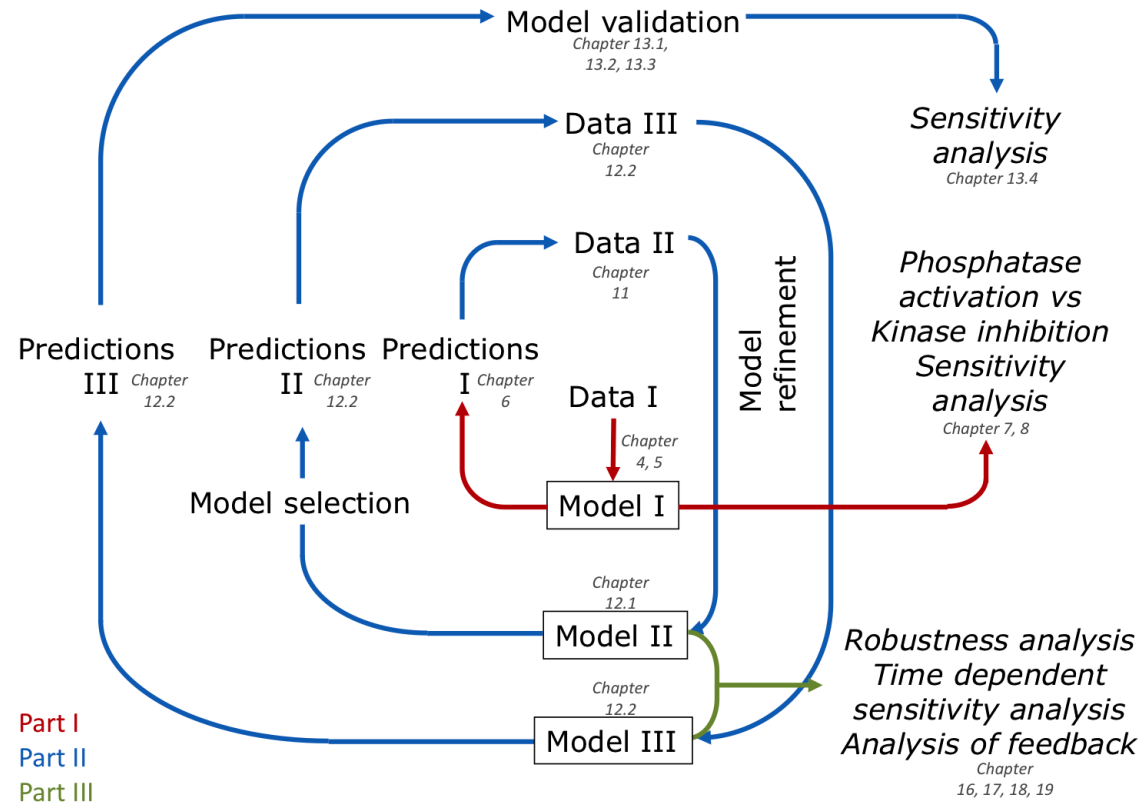 Model validation
Chapter 13.1,
13.2, 13.3
Data III
Chapter
12.2
Sensitivity
analysis
Chapter 13.4
Data II
Chapter
11
Model
refinement
Phosphatase
activation vs
Kinase inhibition
Sensitivity
analysis
Chapter 7, 8
Predictions
III Chapter
12.2
Predictions
II Chapter
12.2
Predictions
I Chapter
6
Data I
Chapter
4, 5
Model I
Model selection
Chapter
12.1
Model II
Chapter
12.2
Model III
Robustness analysis
Time dependent
sensitivity analysis
Analysis of feedback
Chapter
16, 17, 18, 19
Part I
Part II
Part III